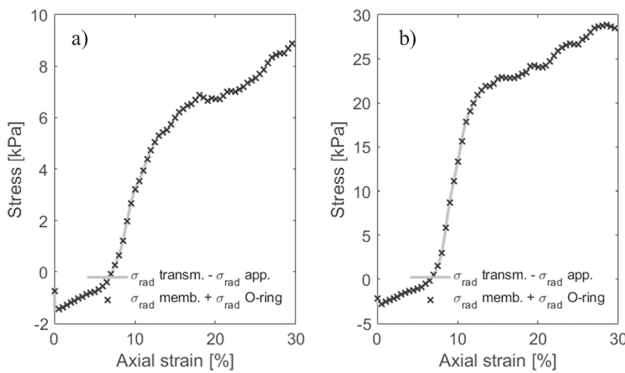 a)
10
8
6
4
2
0
-2
Stress [kPa]
σrad transm. - σrad app.
σrad memb. + σrad O-ring
0 10 20 30
Axial strain [%]
b)
30
25
20
15
10
5
0
-5
Stress [kPa]
σrad transm. - σrad app.
σrad memb. + σrad O-ring
0 10 20 30
Axial strain [%]